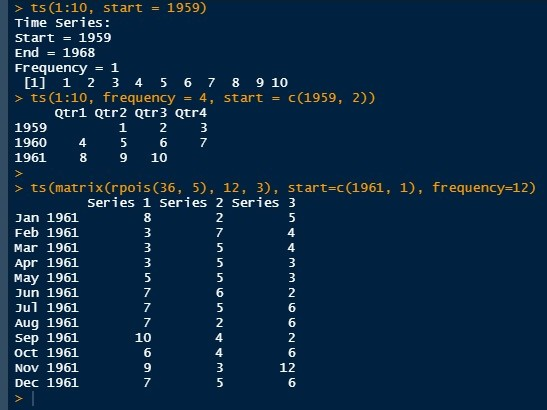 > ts(1:10, start = 1959)
Time Series:
Start = 1959
End = 1968
Frequency = 1
 [1]  1  2  3  4  5  6  7  8  9 10
> ts(1:10, frequency = 4, start = c(1959, 2))
     Qtr1 Qtr2 Qtr3 Qtr4
1959         1    2    3
1960    4    5    6    7
1961    8    9   10
>
> ts(matrix(rpois(36, 5), 12, 3), start=c(1961, 1), frequency=12)
         Series 1 Series 2 Series 3
Jan 1961        8        2        5
Feb 1961        3        7        4
Mar 1961        3        5        4
Apr 1961        3        5        3
May 1961        5        5        3
Jun 1961        7        6        2
Jul 1961        7        5        6
Aug 1961        7        2        6
Sep 1961       10        4        2
Oct 1961        6        4        6
Nov 1961        9        3       12
Dec 1961        7        5        6
>